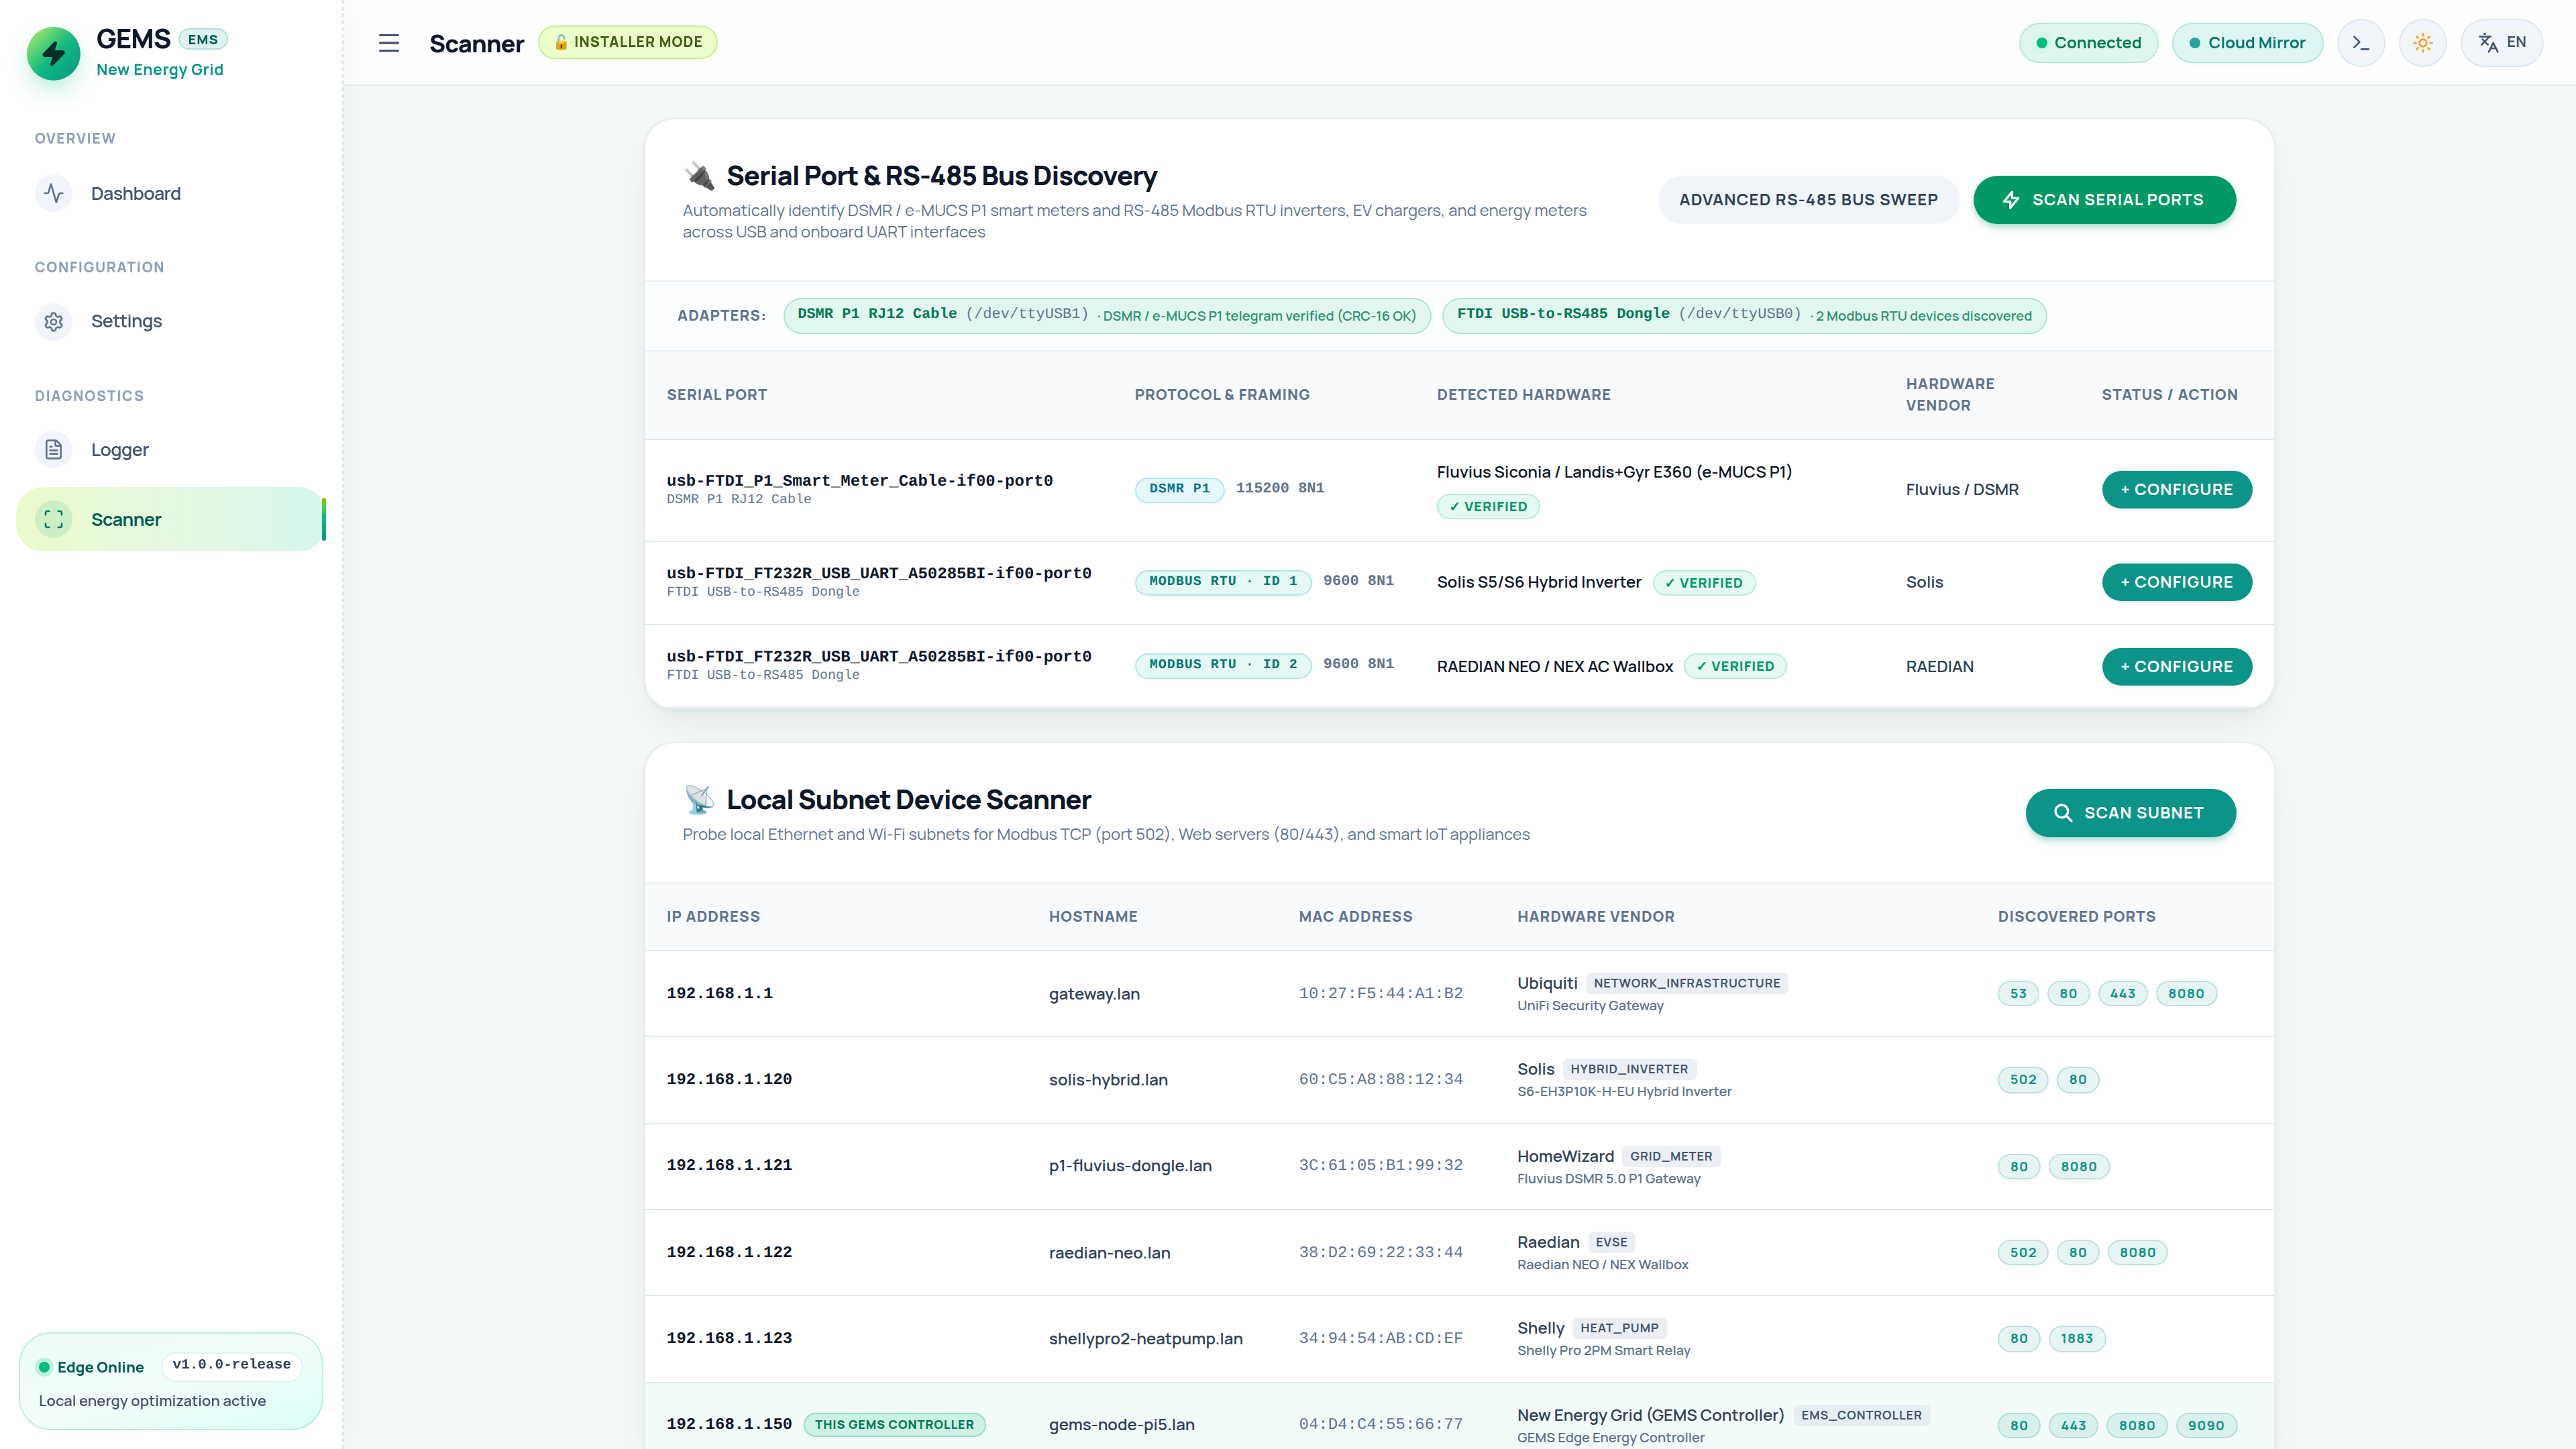 GEMS EMS
New Energy Grid
OVERVIEW
Dashboard
CONFIGURATION
Settings
DIAGNOSTICS
Logger
Scanner
Edge Online v1.0.0-release
Local energy optimization active
Scanner 🔓 INSTALLER MODE
Connected Cloud Mirror EN
Serial Port & RS-485 Bus Discovery
Automatically identify DSMR / e-MUCS P1 smart meters and RS-485 Modbus RTU inverters, EV chargers, and energy meters
across USB and onboard UART interfaces
ADVANCED RS-485 BUS SWEEP SCAN SERIAL PORTS
ADAPTERS: DSMR P1 RJ12 Cable (/dev/ttyUSB1) · DSMR / e-MUCS P1 telegram verified (CRC-16 OK) FTDI USB-to-RS485 Dongle (/dev/ttyUSB0) · 2 Modbus RTU devices discovered
SERIAL PORT PROTOCOL & FRAMING DETECTED HARDWARE HARDWARE VENDOR STATUS / ACTION
usb-FTDI_P1_Smart_Meter_Cable-if00-port0
DSMR P1 RJ12 Cable
DSMR P1 115200 8N1
Fluvius Siconia / Landis+Gyr E360 (e-MUCS P1)
✓ VERIFIED
Fluvius / DSMR
+ CONFIGURE
usb-FTDI_FT232R_USB_UART_A50285BI-if00-port0
FTDI USB-to-RS485 Dongle
MODBUS RTU · ID 1 9600 8N1
Solis S5/S6 Hybrid Inverter ✓ VERIFIED
Solis
+ CONFIGURE
usb-FTDI_FT232R_USB_UART_A50285BI-if00-port0
FTDI USB-to-RS485 Dongle
MODBUS RTU · ID 2 9600 8N1
RAEDIAN NEO / NEX AC Wallbox ✓ VERIFIED
RAEDIAN
+ CONFIGURE
Local Subnet Device Scanner
Probe local Ethernet and Wi-Fi subnets for Modbus TCP (port 502), Web servers (80/443), and smart IoT appliances
SCAN SUBNET
IP ADDRESS HOSTNAME MAC ADDRESS HARDWARE VENDOR DISCOVERED PORTS
192.168.1.1 gateway.lan 10:27:F5:44:A1:B2 Ubiquiti NETWORK_INFRASTRUCTURE 53 80 443 8080
UniFi Security Gateway
192.168.1.120 solis-hybrid.lan 60:C5:A8:88:12:34 Solis HYBRID_INVERTER 502 80
S6-EH3P10K-H-EU Hybrid Inverter
192.168.1.121 p1-fluvius-dongle.lan 3C:61:05:B1:99:32 HomeWizard GRID_METER 80 8080
Fluvius DSMR 5.0 P1 Gateway
192.168.1.122 raedian-neo.lan 38:D2:69:22:33:44 Raedian EVSE 502 80 8080
Raedian NEO / NEX Wallbox
192.168.1.123 shellypro2-heatpump.lan 34:94:54:AB:CD:EF Shelly HEAT_PUMP 80 1883
Shelly Pro 2PM Smart Relay
192.168.1.150 THIS GEMS CONTROLLER gems-node-pi5.lan 04:D4:C4:55:66:77 New Energy Grid (GEMS Controller) EMS_CONTROLLER 80 443 8080 9090
GEMS Edge Energy Controller